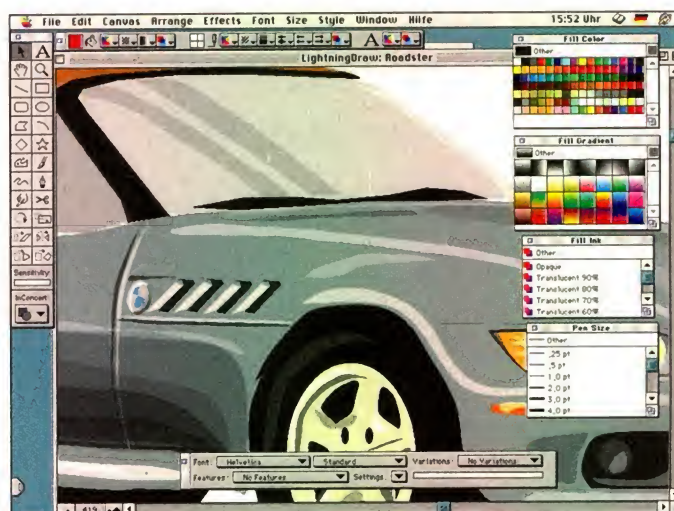 File Edit Canvas Arrange Effects Font Size Style Window Hilfe 15:52 Uhr
A
A
LightningDraw: Roadster
Fill Color
Other
Fill Gradient
Other
Fill Ink
Other
Opaque
Translucent 90%
Translucent 80%
Translucent 70%
Translucent 60%
Sensitivity
InConcert
Pen Size
Other
,25 pt
,5 pt
1,0 pt
2,0 pt
3,0 pt
4,0 pt
Font: Helvetica Standard Variations: No Variations
Features: No Features Settings:
419